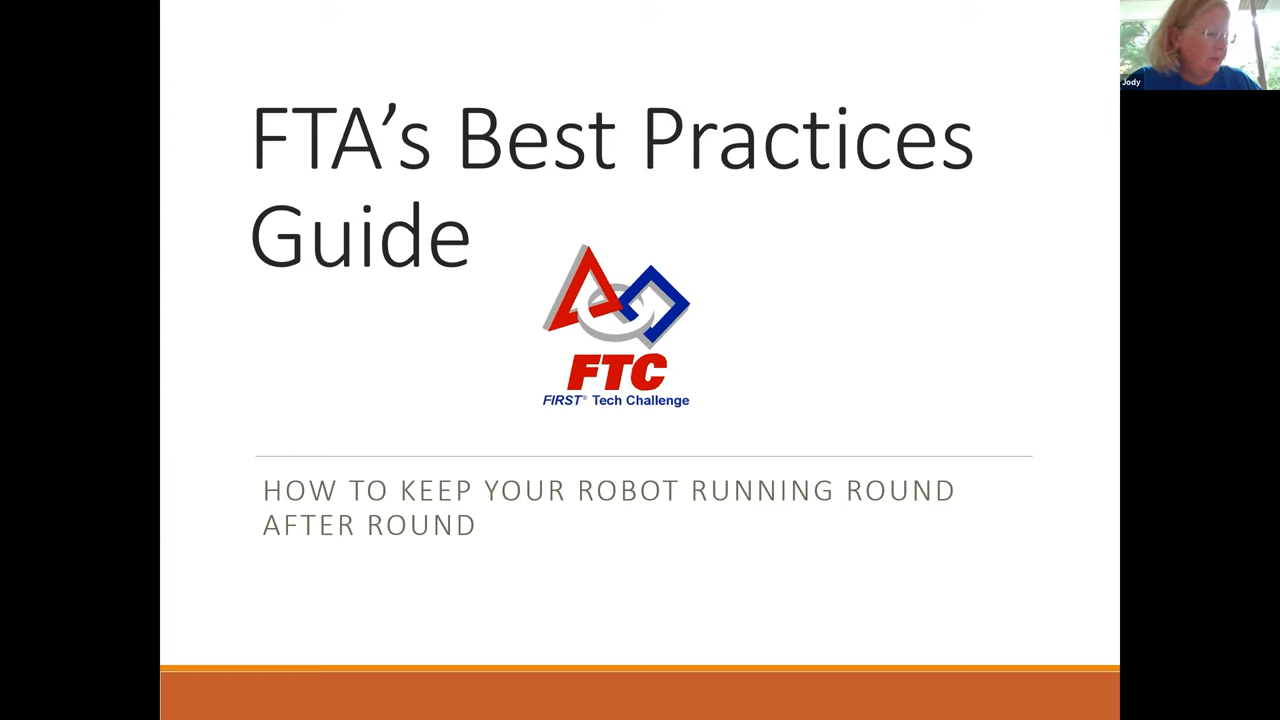 FTA's Best Practices
Guide
FTC
FIRST® Tech Challenge
HOW TO KEEP YOUR ROBOT RUNNING ROUND
AFTER ROUND
Jody